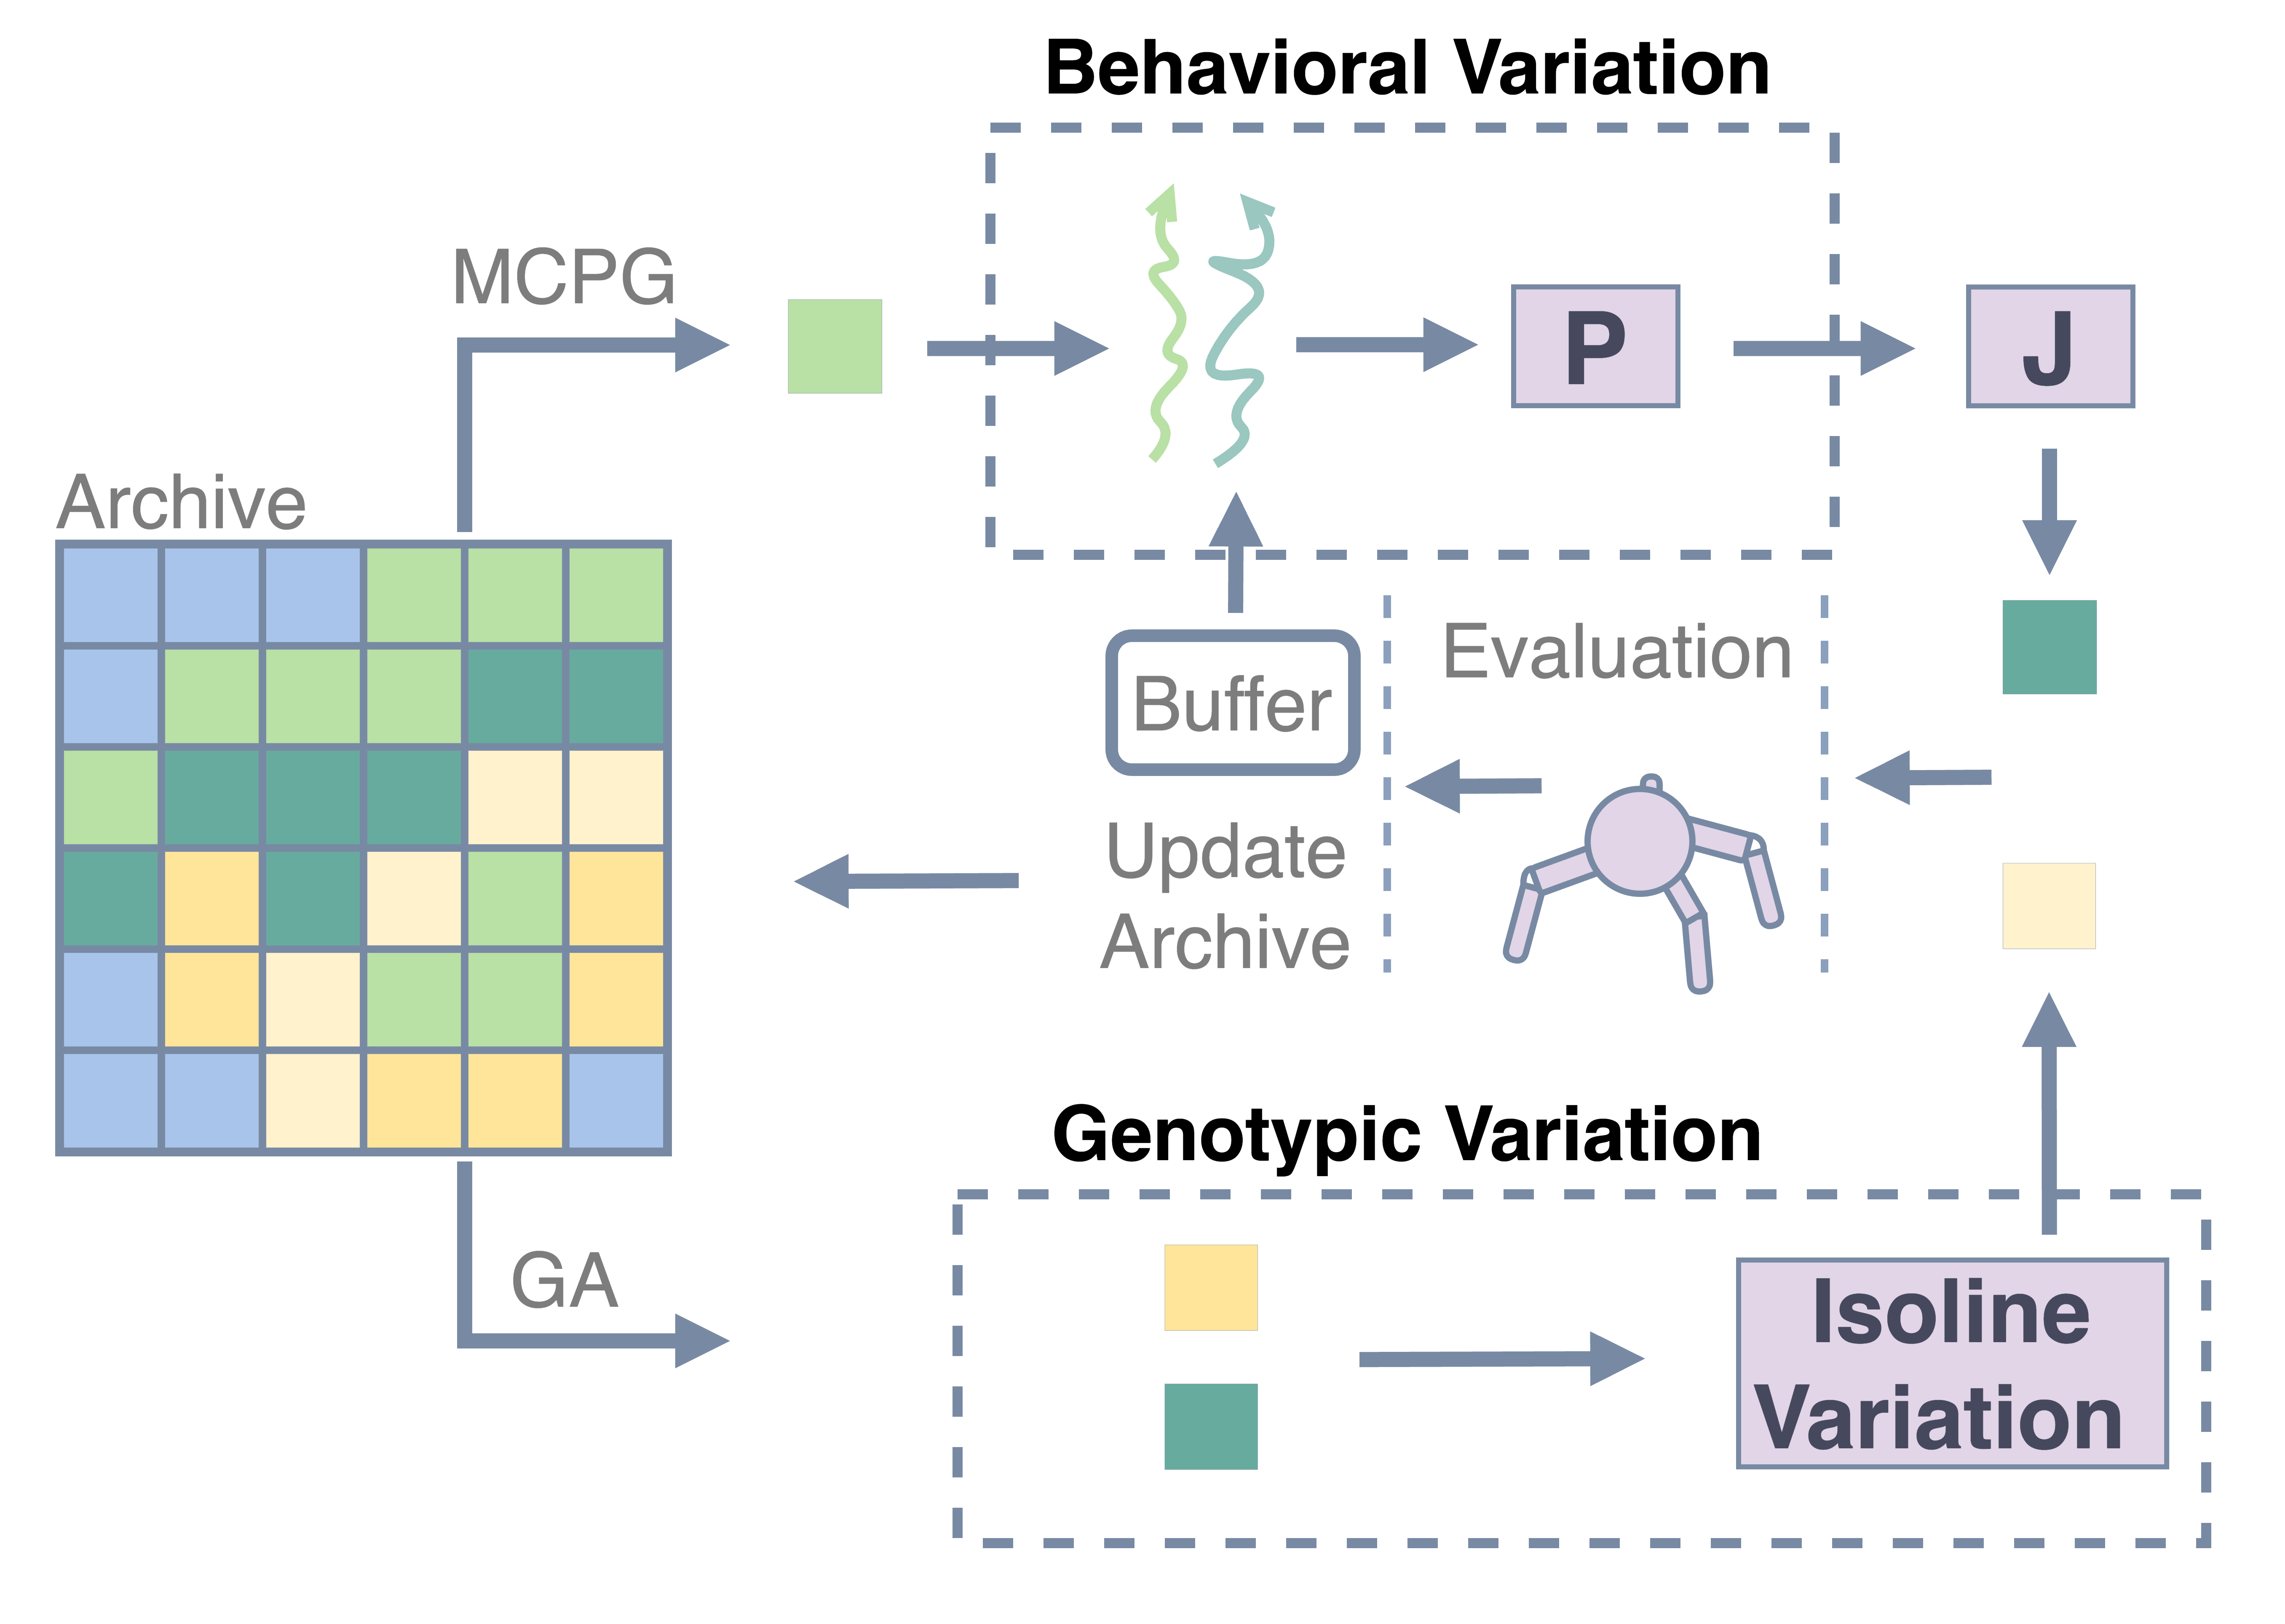 Behavioral Variation
MCPG
P
J
Archive
Evaluation
Buffer
Update
Archive
Genotypic Variation
GA
Isoline
Variation